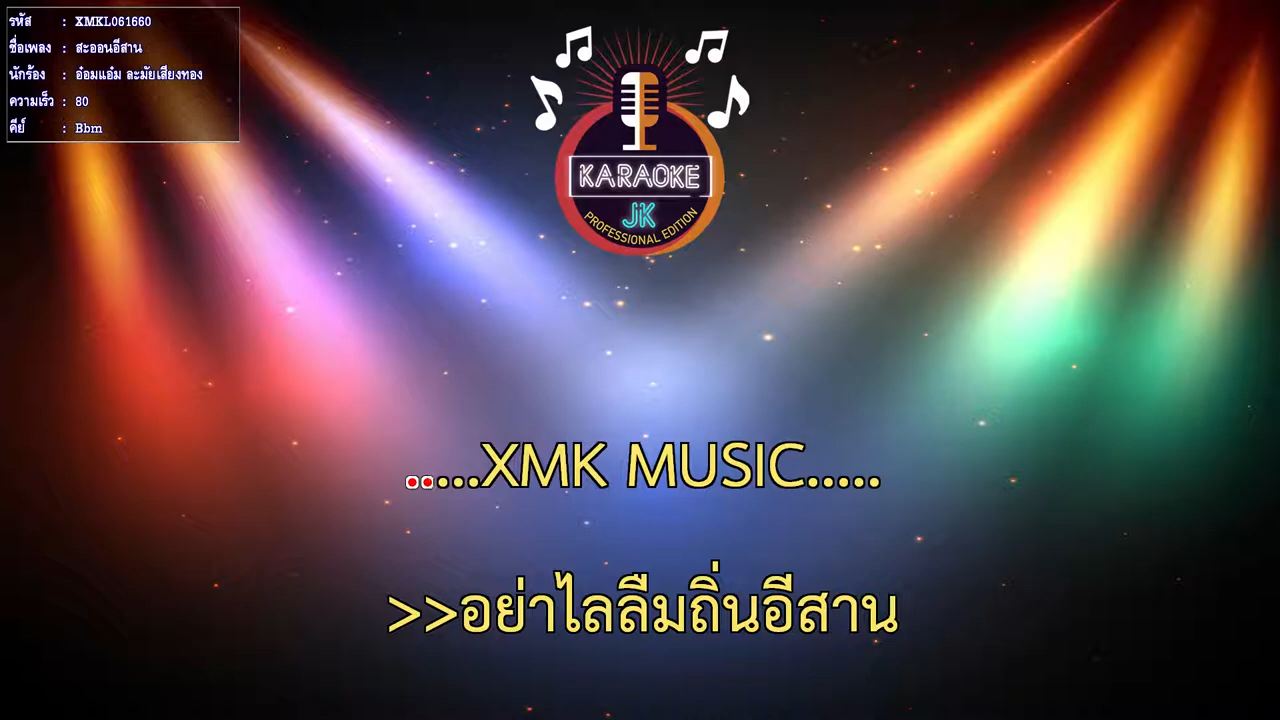 รหัส : XMKL061660
ชื่อเพลง : สะออนอีสาน
นักร้อง : อ๋อมแอ๋ม ละมัยเสียงทอง
ความเร็ว : 80
คีย์ : Bbm
KARAOKE
JK
PROFESSIONAL EDITION
.....XMK MUSIC.....
>>อย่าไลลืมถิ่นอีสาน